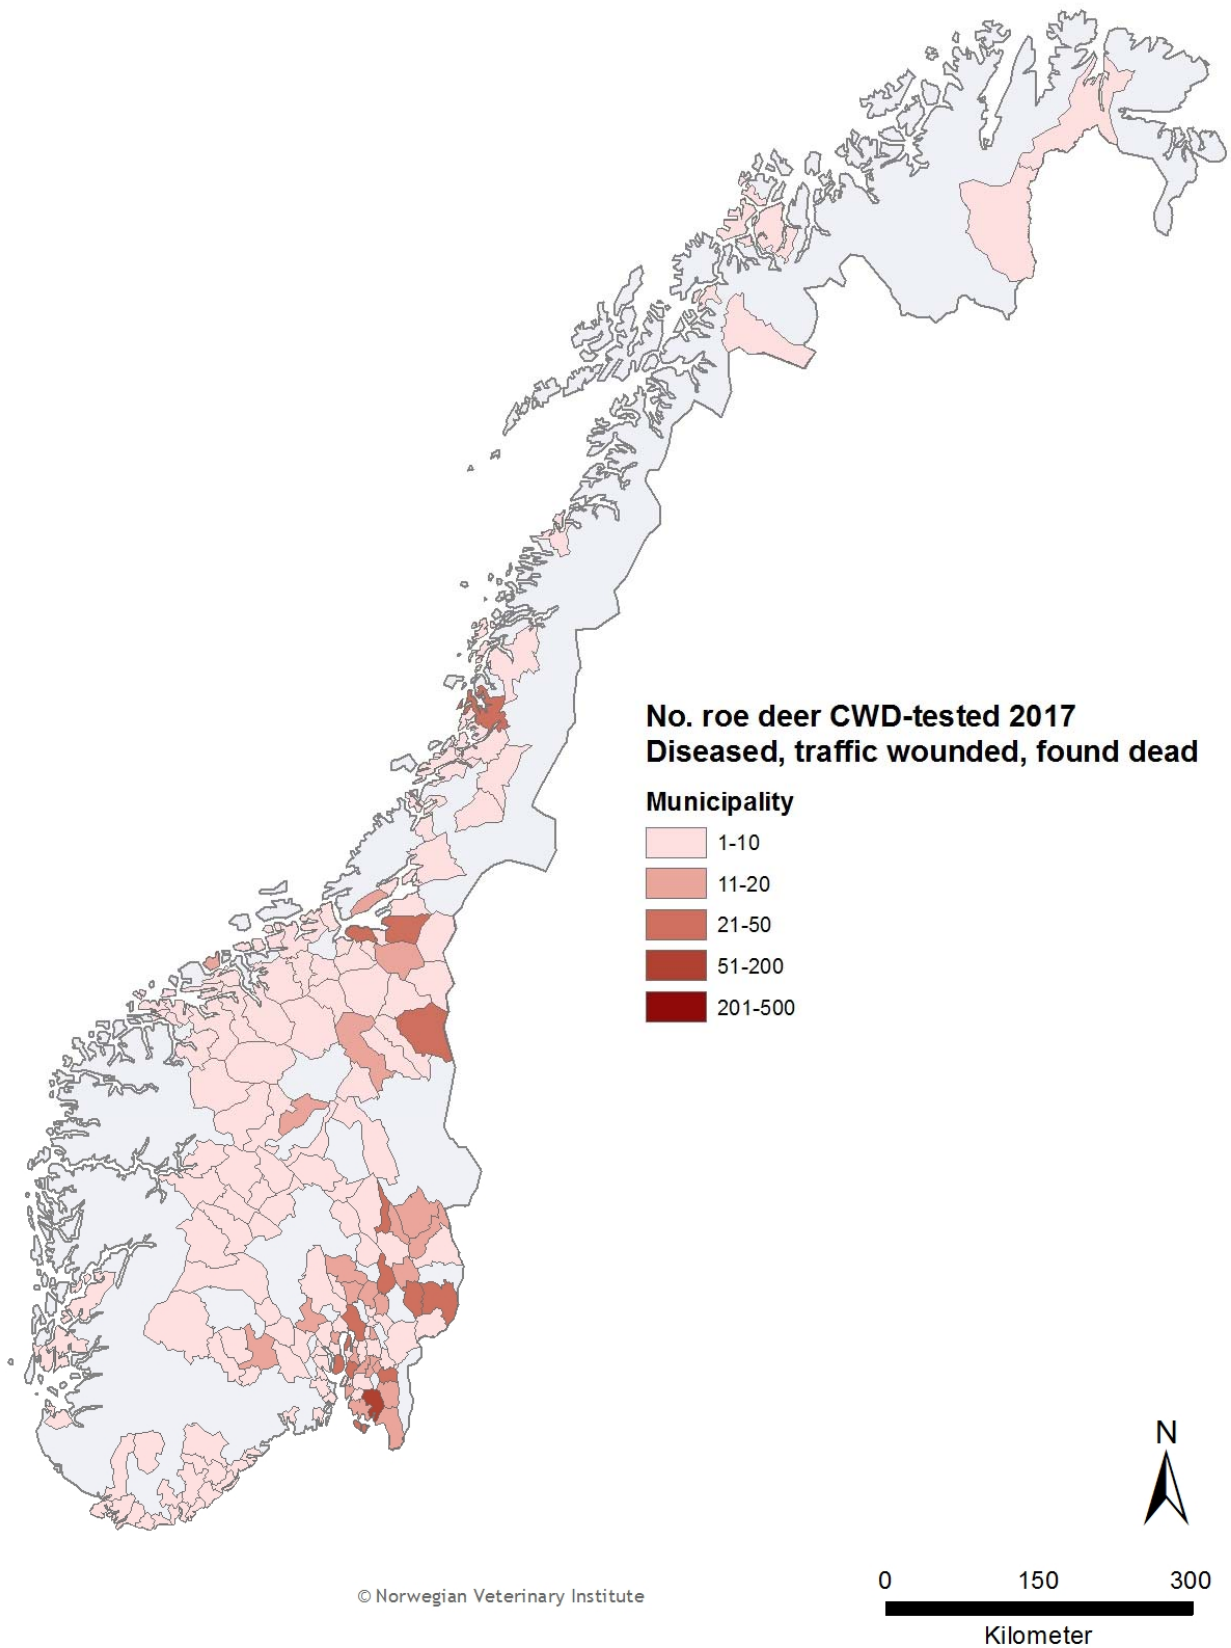 No. roe deer CWD-tested 2017
Diseased, traffic wounded, found dead
Municipality
1-10
11-20
21-50
51-200
201-500
N
© Norwegian Veterinary Institute
0 150 300
Kilometer